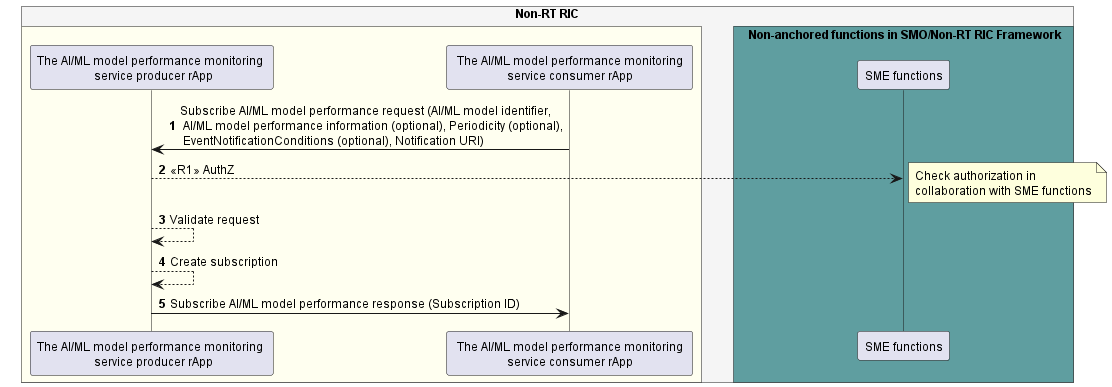 Non-RT RIC
Non-anchored functions in SMO/Non-RT RIC Framework
The AI/ML model performance monitoring
service producer rApp
The AI/ML model performance monitoring
service consumer rApp
SME functions
Subscribe AI/ML model performance request (AI/ML model identifier,
1 AI/ML model performance information (optional), Periodicity (optional),
EventNotificationConditions (optional), Notification URI)
2 «R1» AuthZ
Check authorization in
collaboration with SME functions
3 Validate request
4 Create subscription
5 Subscribe AI/ML model performance response (Subscription ID)
The AI/ML model performance monitoring
service producer rApp
The AI/ML model performance monitoring
service consumer rApp
SME functions